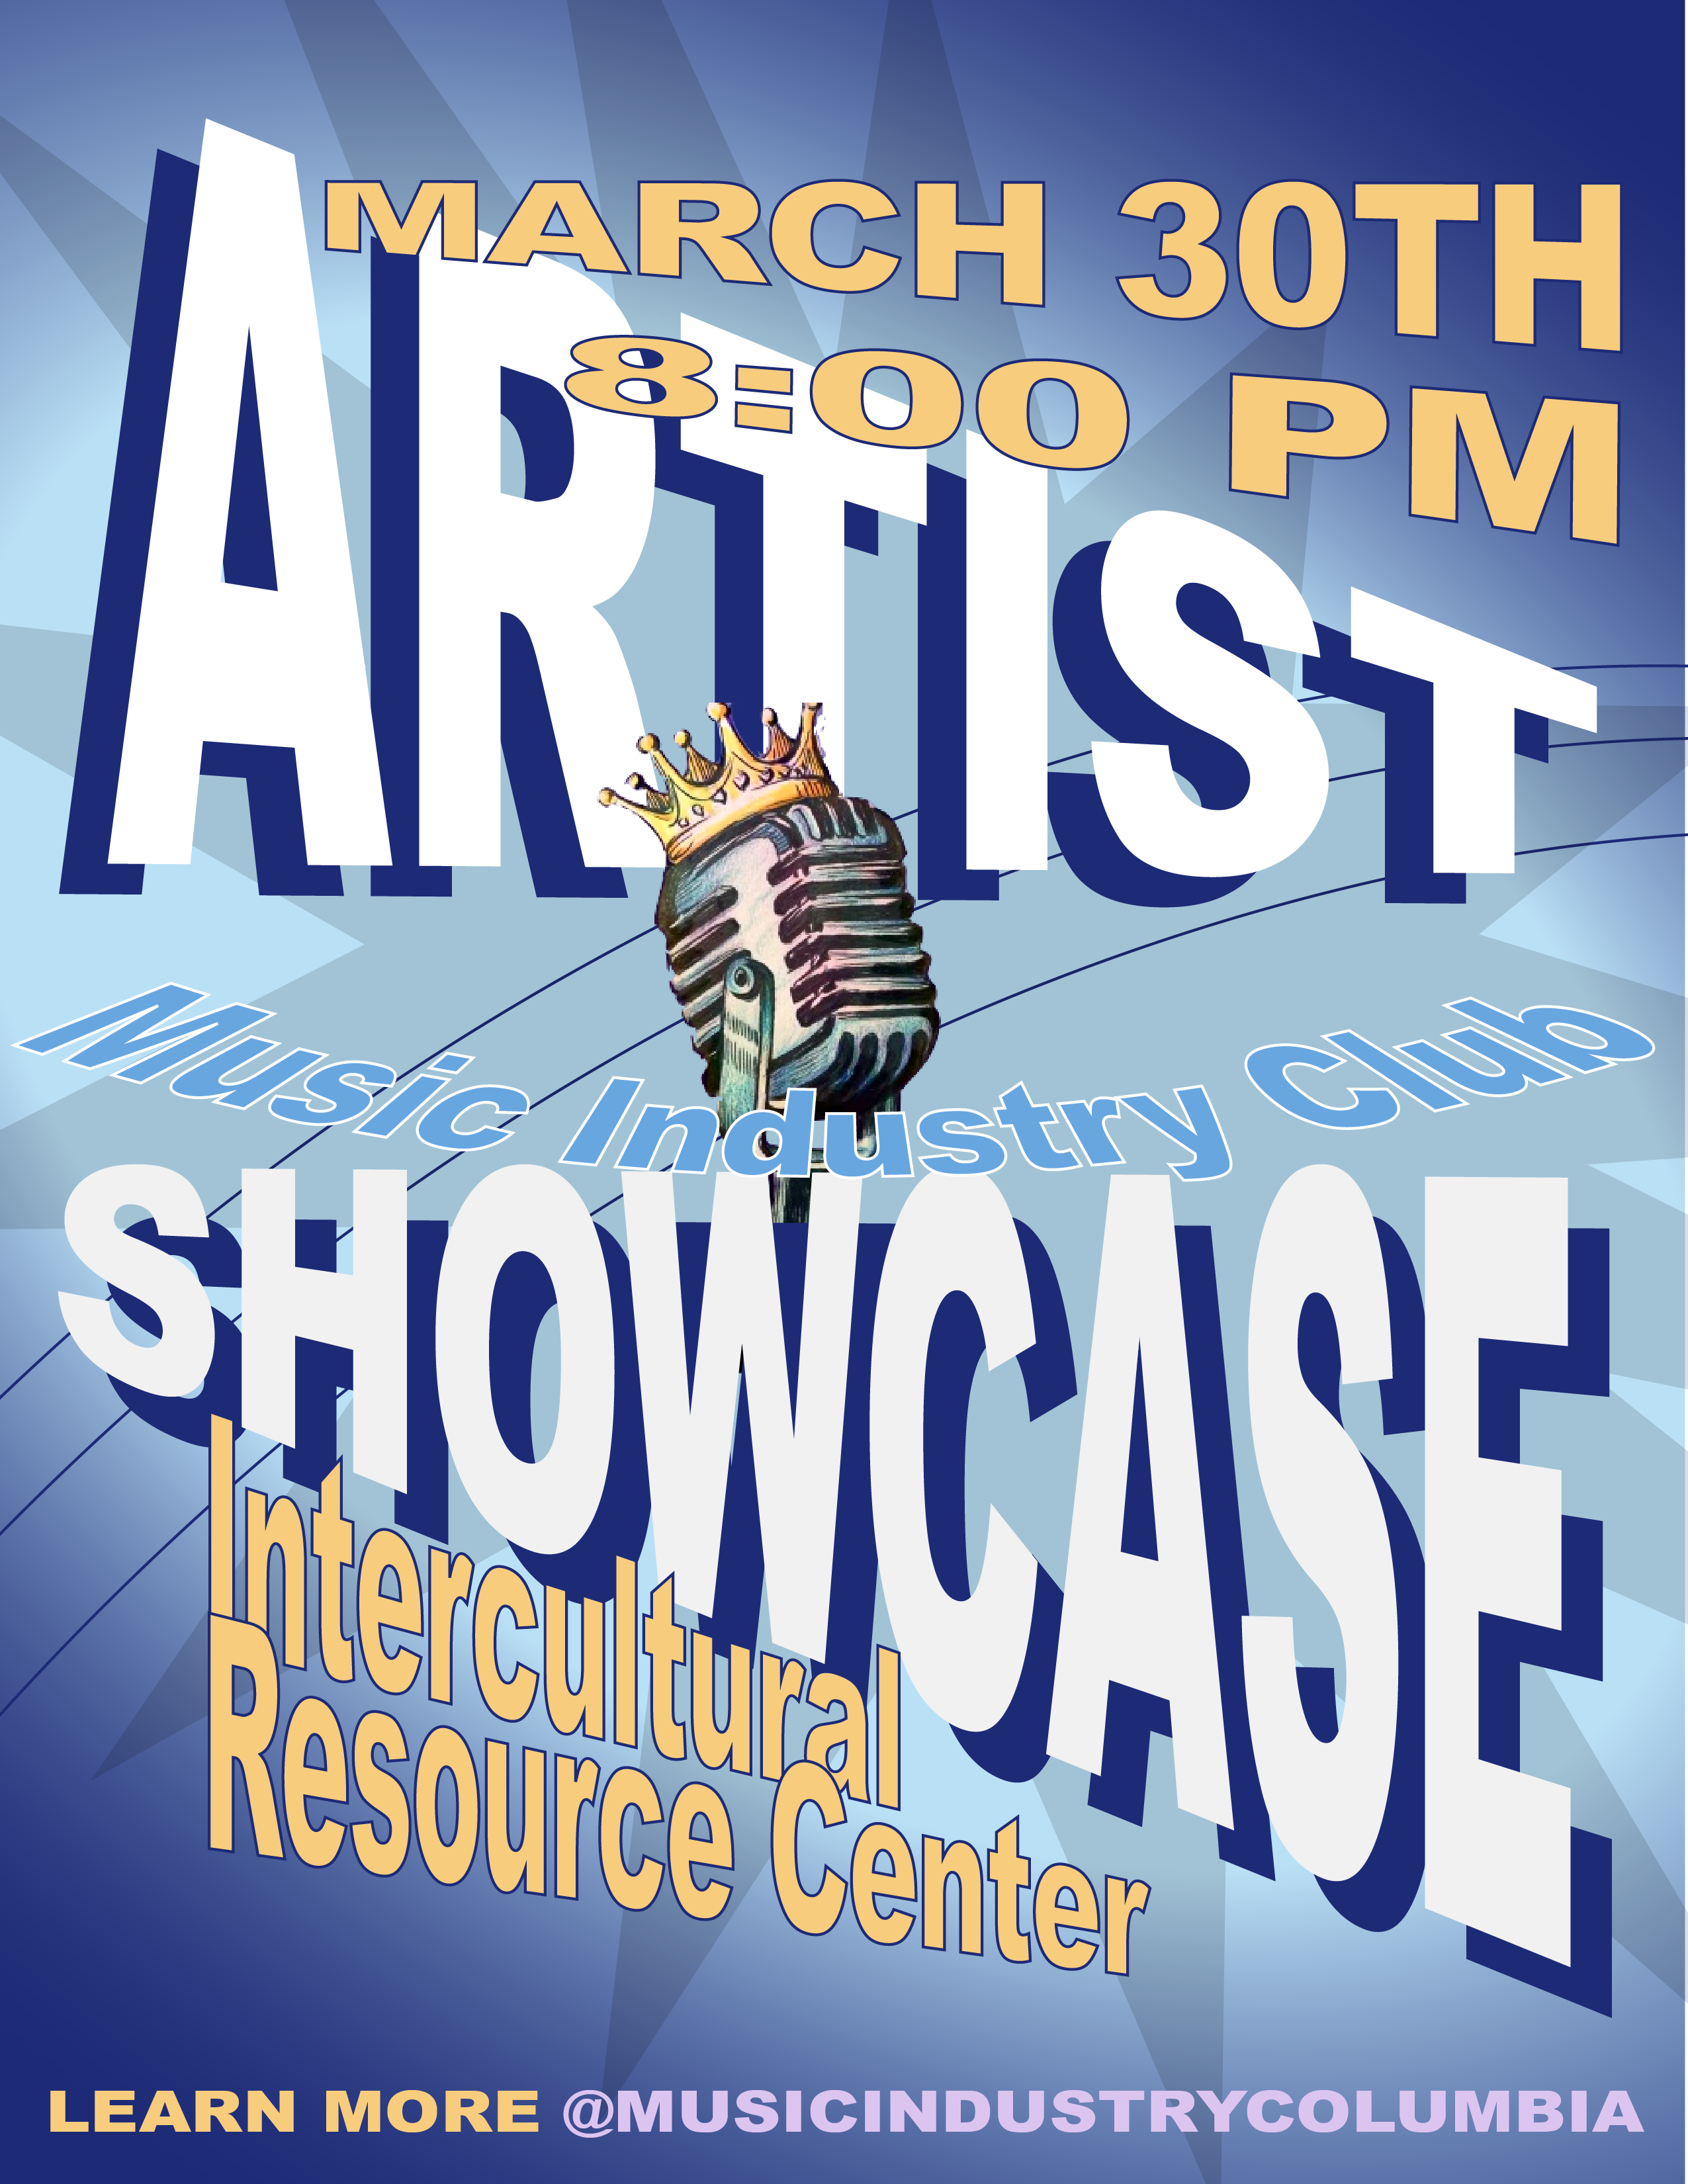 MARCH 30TH
8:00 PM
ARTIST
Music Industry Club
SHOWCASE
Intercultural
Resource Center
LEARN MORE @MUSICINDUSTRYCOLUMBIA